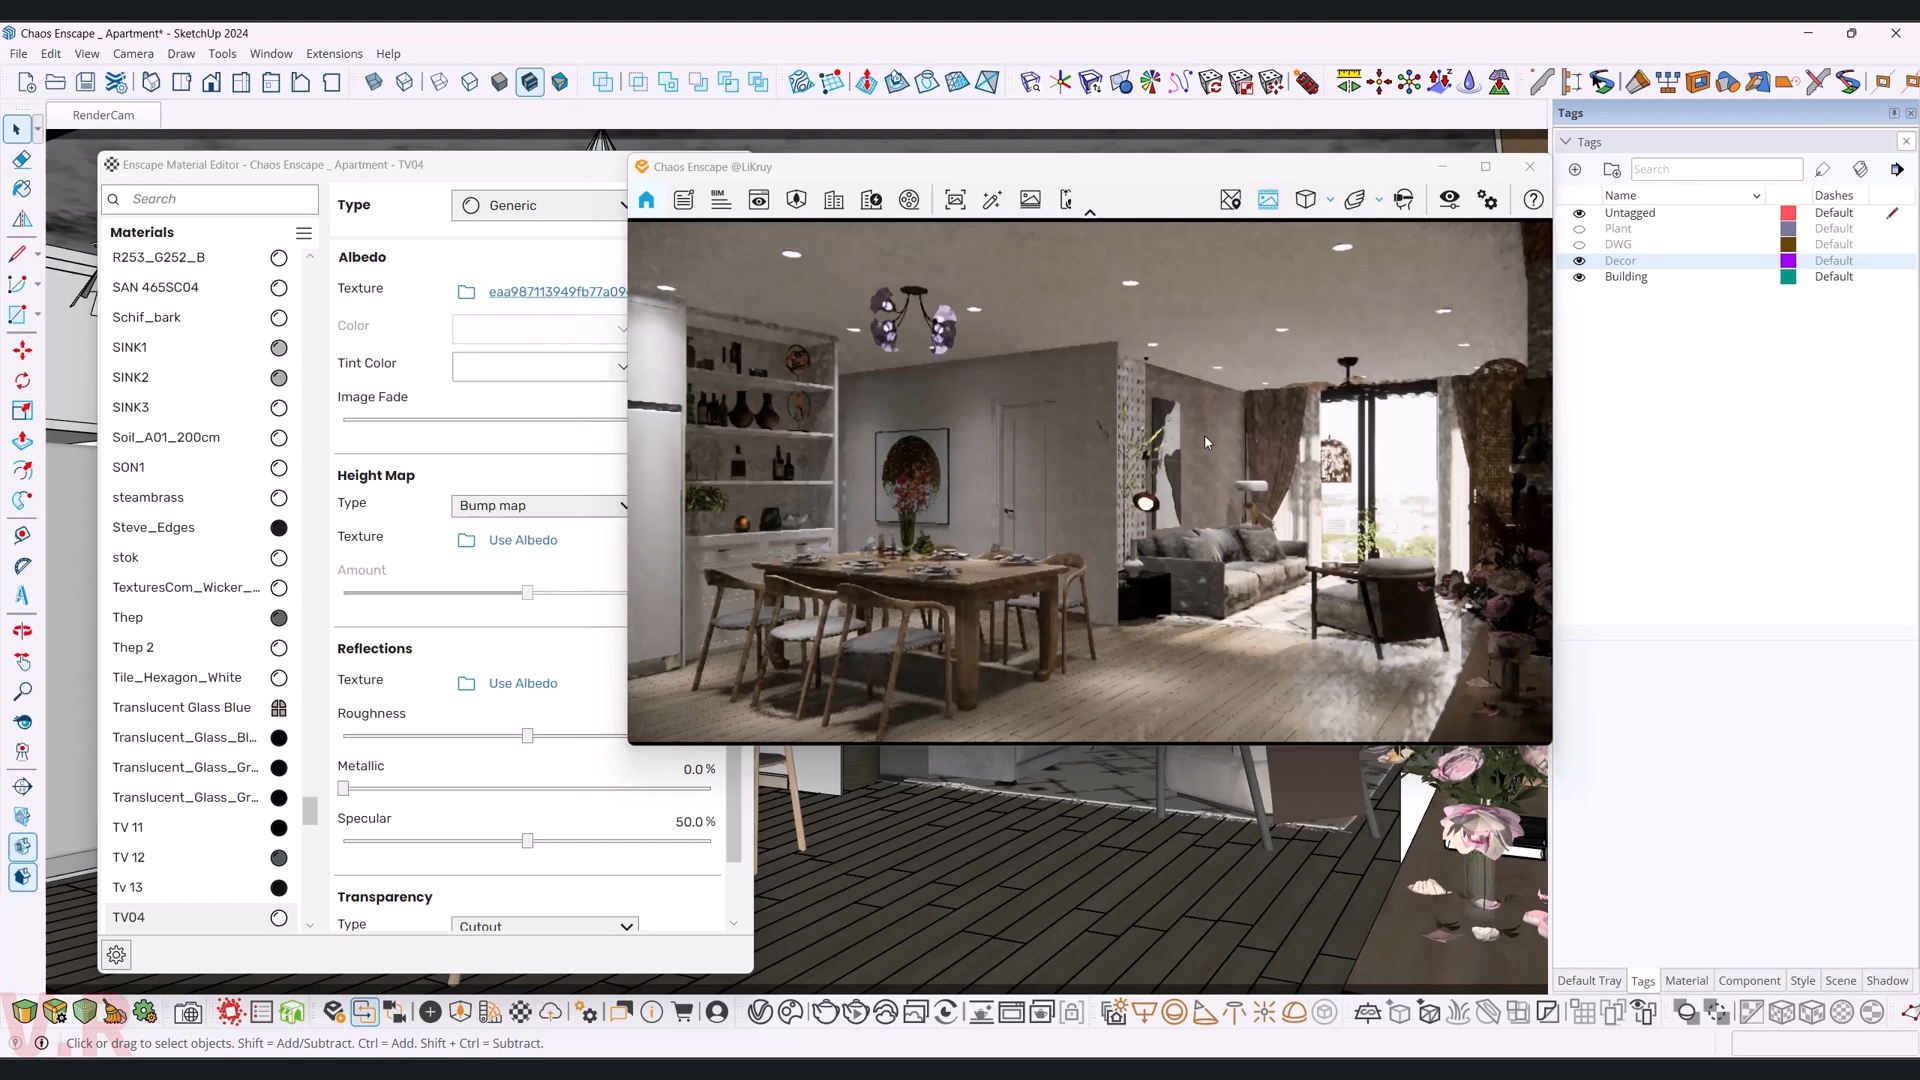 Chaos Enscape _ Apartment* - SketchUp 2024
File Edit View Camera Draw Tools Window Extensions Help
RenderCam
Enscape Material Editor - Chaos Enscape _ Apartment - TV04
Search
Materials
R253_G252_B
SAN 465SC04
Schif_bark
SINK1
SINK2
SINK3
Soil_A01_200cm
SON1
steambrass
Steve_Edges
stok
TexturesCom_Wicker_...
Thep
Thep 2
Tile_Hexagon_White
Translucent Glass Blue
Translucent_Glass_Bl...
Translucent_Glass_Gr...
Translucent_Glass_Gr...
TV 11
TV 12
Tv 13
TV04
Type Generic
Albedo
Texture eaa987113949fb77a09
Color
Tint Color
Image Fade
Height Map
Type Bump map
Texture Use Albedo
Amount
Reflections
Texture Use Albedo
Roughness
Metallic 0.0 %
Specular 50.0 %
Transparency
Type Cutout
Chaos Enscape @LiKruy
BIM
Tags
Tags
Search
Name Dashes
Untagged Default
Plant Default
DWG Default
Decor Default
Building Default
Default Tray Tags Material Component Style Scene Shadow
V.R
Click or drag to select objects. Shift = Add/Subtract. Ctrl = Add. Shift + Ctrl = Subtract.